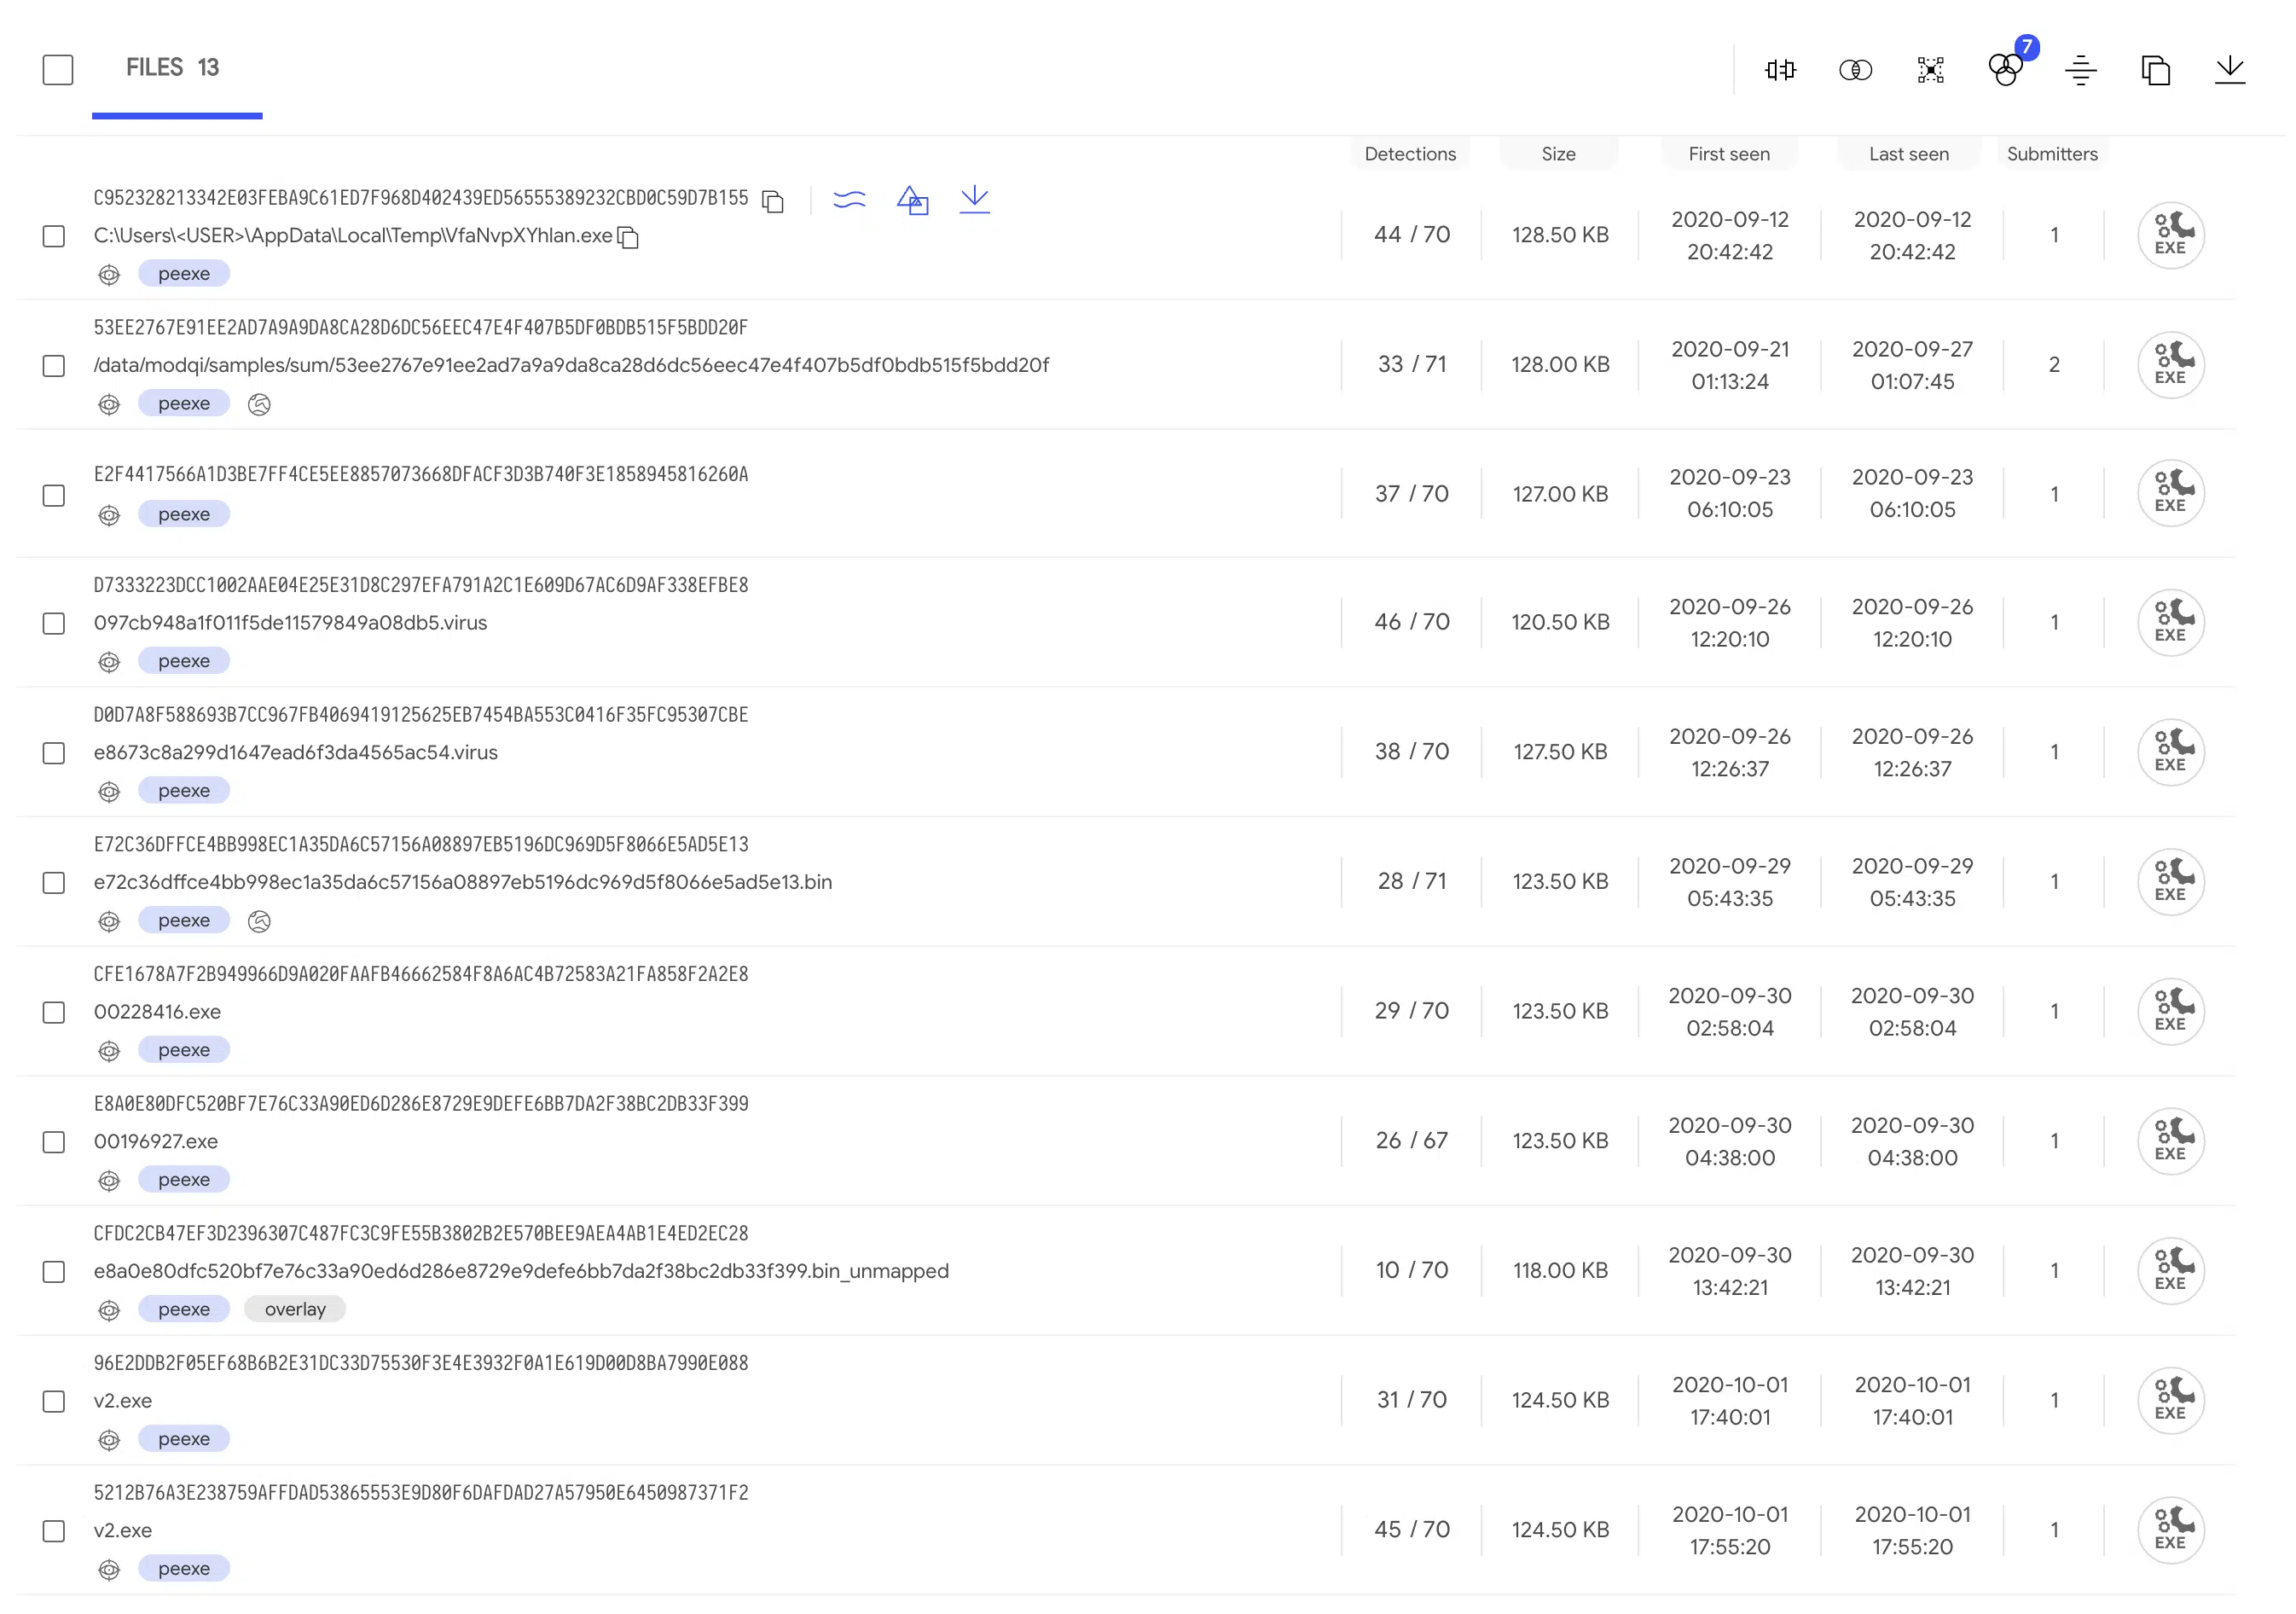 FILES 13
7
Detections Size First seen Last seen Submitters
C952328213342E03FEBA9C61ED7F968D402439ED56555389232CBD0C59D7B155
C:\Users\<USER>\AppData\Local\Temp\VfaNvpXYhlan.exe
peexe
44 / 70 128.50 KB 2020-09-12 20:42:42 2020-09-12 20:42:42 1 EXE
53EE2767E91EE2AD7A9A9DA8CA28D6DC56EEC47E4F407B5DF0BDB515F5BDD20F
/data/modqi/samples/sum/53ee2767e91ee2ad7a9a9da8ca28d6dc56eec47e4f407b5df0bdb515f5bdd20f
peexe
33 / 71 128.00 KB 2020-09-21 01:13:24 2020-09-27 01:07:45 2 EXE
E2F4417566A1D3BE7FF4CE5EE8857073668DFACF3D3B740F3E1858945816260A
peexe
37 / 70 127.00 KB 2020-09-23 06:10:05 2020-09-23 06:10:05 1 EXE
D7333223DCC1002AAE04E25E31D8C297EFA791A2C1E609D67AC6D9AF338EFBE8
097cb948a1f011f5de11579849a08db5.virus
peexe
46 / 70 120.50 KB 2020-09-26 12:20:10 2020-09-26 12:20:10 1 EXE
D0D7A8F588693B7CC967FB4069419125625EB7454BA553C0416F35FC95307CBE
e8673c8a299d1647ead6f3da4565ac54.virus
peexe
38 / 70 127.50 KB 2020-09-26 12:26:37 2020-09-26 12:26:37 1 EXE
E72C36DFFCE4BB998EC1A35DA6C57156A08897EB5196DC969D5F8066E5AD5E13
e72c36dffce4bb998ec1a35da6c57156a08897eb5196dc969d5f8066e5ad5e13.bin
peexe
28 / 71 123.50 KB 2020-09-29 05:43:35 2020-09-29 05:43:35 1 EXE
CFE1678A7F2B949966D9A020FAAFB46662584F8A6AC4B72583A21FA858F2A2E8
00228416.exe
peexe
29 / 70 123.50 KB 2020-09-30 02:58:04 2020-09-30 02:58:04 1 EXE
E8A0E80DFC520BF7E76C33A90ED6D286E8729E9DEFE6BB7DA2F38BC2DB33F399
00196927.exe
peexe
26 / 67 123.50 KB 2020-09-30 04:38:00 2020-09-30 04:38:00 1 EXE
CFDC2CB47EF3D2396307C487FC3C9FE55B3802B2E570BEE9AEA4AB1E4ED2EC28
e8a0e80dfc520bf7e76c33a90ed6d286e8729e9defe6bb7da2f38bc2db33f399.bin_unmapped
peexe overlay
10 / 70 118.00 KB 2020-09-30 13:42:21 2020-09-30 13:42:21 1 EXE
96E2DDB2F05EF68B6B2E31DC33D75530F3E4E3932F0A1E619D00D8BA7990E088
v2.exe
peexe
31 / 70 124.50 KB 2020-10-01 17:40:01 2020-10-01 17:40:01 1 EXE
5212B76A3E238759AFFDAD53865553E9D80F6DAFDAD27A57950E6450987371F2
v2.exe
peexe
45 / 70 124.50 KB 2020-10-01 17:55:20 2020-10-01 17:55:20 1 EXE